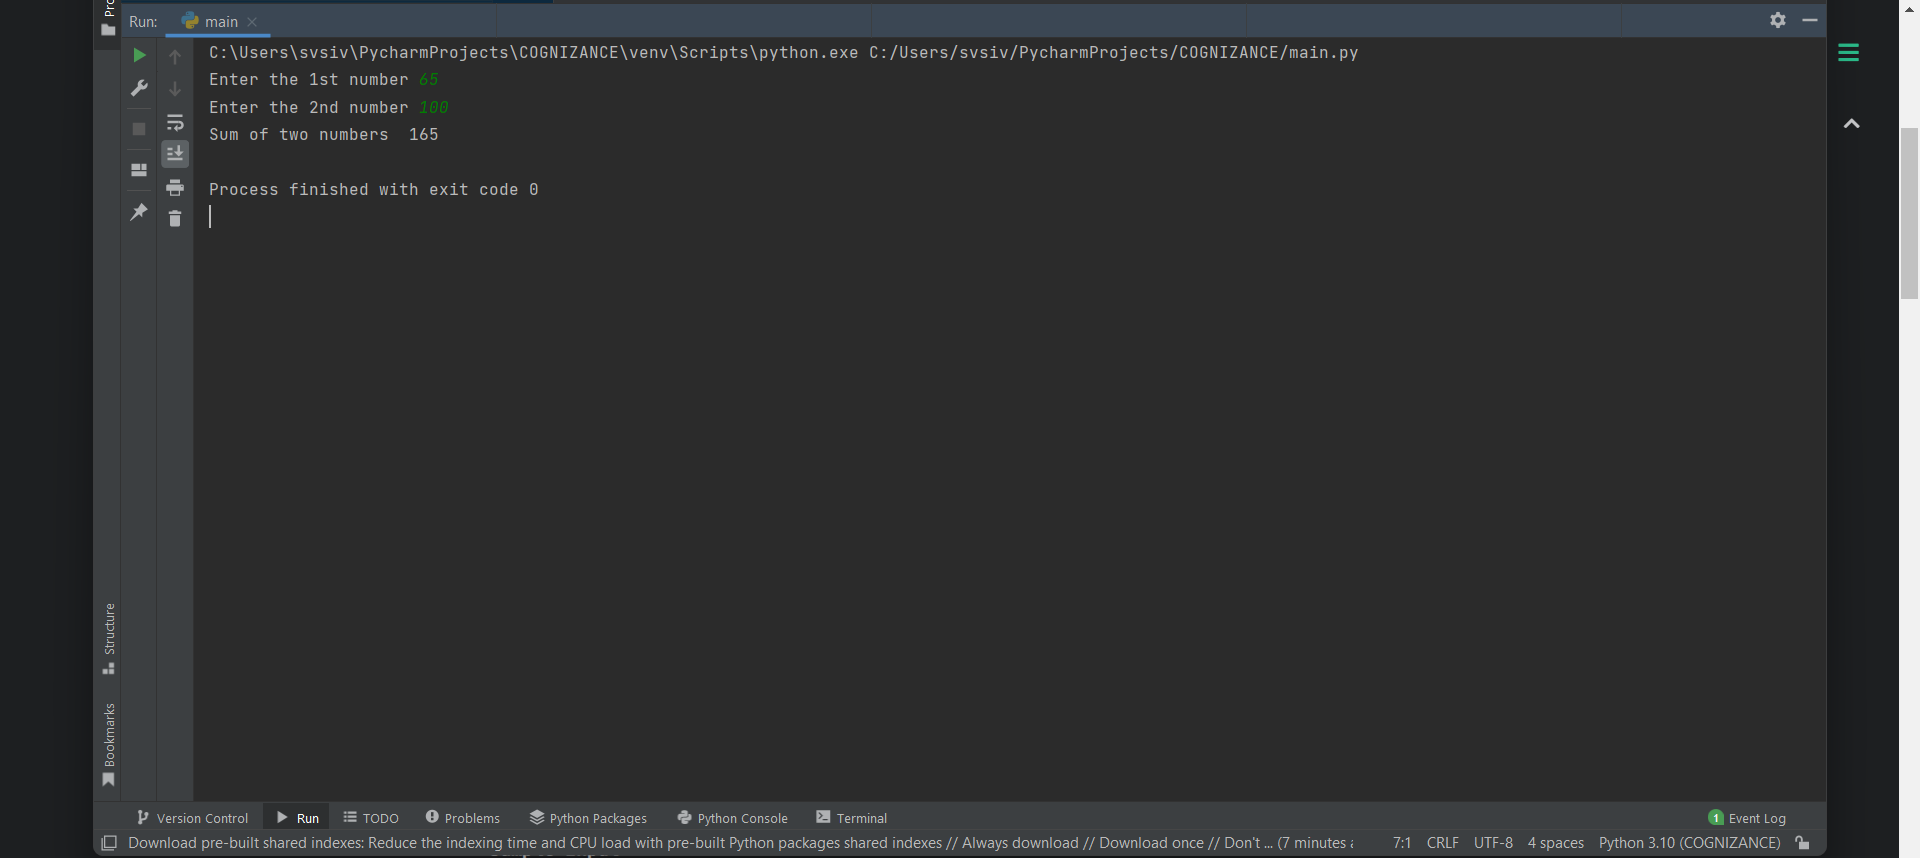 Run: main
C:\Users\svsiv\PycharmProjects\COGNIZANCE\venv\Scripts\python.exe C:/Users/svsiv/PycharmProjects/COGNIZANCE/main.py
Enter the 1st number 65
Enter the 2nd number 100
Sum of two numbers  165
Process finished with exit code 0
Structure
Bookmarks
Version Control Run TODO Problems Python Packages Python Console Terminal 1 Event Log
Download pre-built shared indexes: Reduce the indexing time and CPU load with pre-built Python packages shared indexes // Always download // Download once // Don't ... (7 minutes 7:1 CRLF UTF-8 4 spaces Python 3.10 (COGNIZANCE)